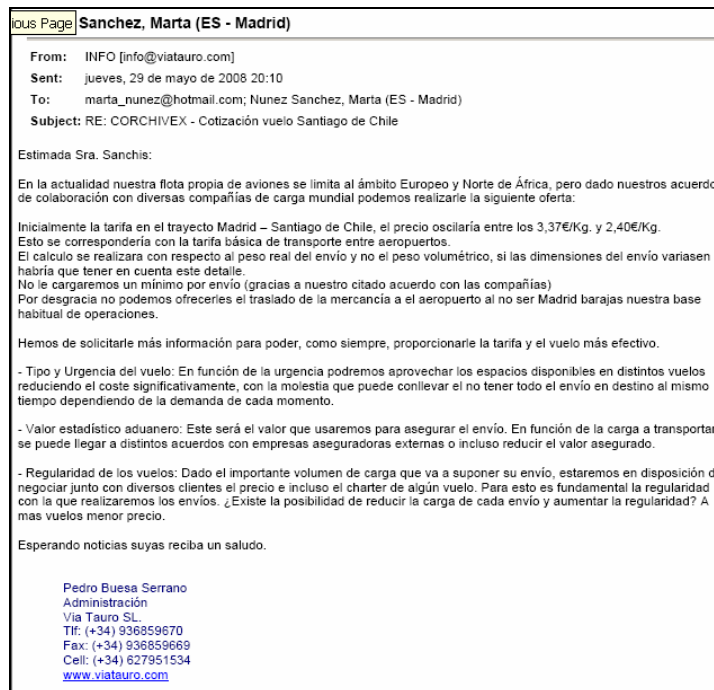 ious Page Sanchez, Marta (ES - Madrid)
From: INFO [info@viatauro.com]
Sent: jueves, 29 de mayo de 2008 20:10
To: marta_nunez@hotmail.com; Nunez Sanchez, Marta (ES - Madrid)
Subject: RE: CORCHIVEX - Cotización vuelo Santiago de Chile
Estimada Sra. Sanchis:
En la actualidad nuestra flota propia de aviones se limita al ámbito Europeo y Norte de África, pero dado nuestros acuerdo
de colaboración con diversas compañías de carga mundial podemos realizarle la siguiente oferta:
Inicialmente la tarifa en el trayecto Madrid – Santiago de Chile, el precio oscilaría entre los 3,37€/Kg. y 2,40€/Kg.
Esto se correspondería con la tarifa básica de transporte entre aeropuertos.
El calculo se realizara con respecto al peso real del envío y no el peso volumétrico, si las dimensiones del envío variasen
habría que tener en cuenta este detalle.
No le cargaremos un mínimo por envío (gracias a nuestro citado acuerdo con las compañías)
Por desgracia no podemos ofrecerles el traslado de la mercancía a el aeropuerto al no ser Madrid barajas nuestra base
habitual de operaciones.
Hemos de solicitarle más información para poder, como siempre, proporcionarle la tarifa y el vuelo más efectivo.
- Tipo y Urgencia del vuelo: En función de la urgencia podremos aprovechar los espacios disponibles en distintos vuelos
reduciendo el coste significativamente, con la molestia que puede conllevar el no tener todo el envío en destino al mismo
tiempo dependiendo de la demanda de cada momento.
- Valor estadístico aduanero: Este será el valor que usaremos para asegurar el envío. En función de la carga a transportar
se puede llegar a distintos acuerdos con empresas aseguradoras externas o incluso reducir el valor asegurado.
- Regularidad de los vuelos: Dado el importante volumen de carga que va a suponer su envío, estaremos en disposición d
negociar junto con diversos clientes el precio e incluso el charter de algún vuelo. Para esto es fundamental la regularidad
con la que realizaremos los envíos. ¿Existe la posibilidad de reducir la carga de cada envío y aumentar la regularidad? A
mas vuelos menor precio.
Esperando noticias suyas reciba un saludo.
Pedro Buesa Serrano
Administración
Via Tauro SL.
Tlf: (+34) 936859670
Fax: (+34) 936859669
Cell: (+34) 627951534
www.viatauro.com